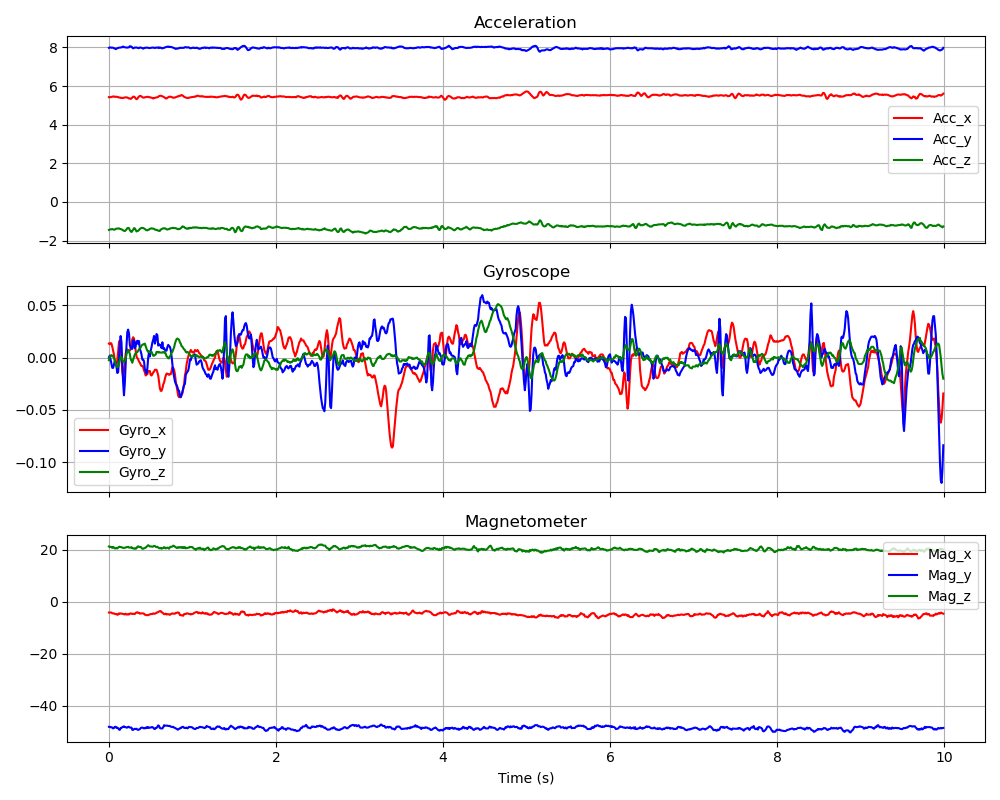 Acceleration
8
6
4
2
0
−2
Acc_x
Acc_y
Acc_z
Gyroscope
0.05
0.00
−0.05
−0.10
Gyro_x
Gyro_y
Gyro_z
Magnetometer
20
0
−20
−40
Mag_x
Mag_y
Mag_z
0 2 4 6 8 10
Time (s)